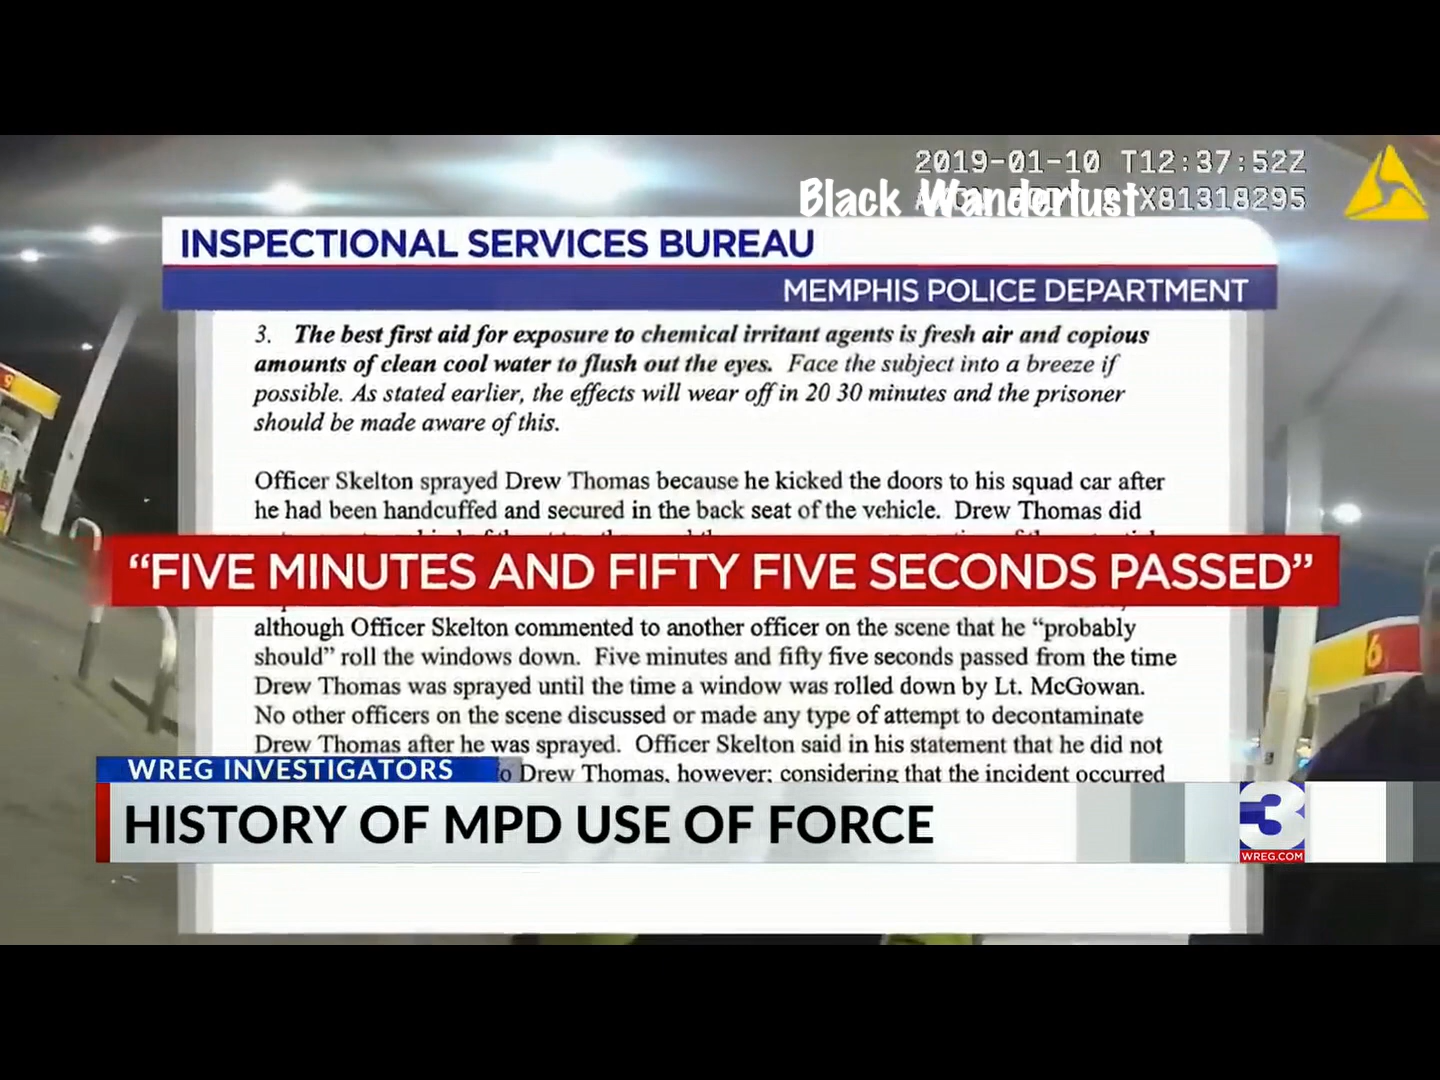 2019-01-10 T12:37:52Z
Black Wanderlust
X81318295
INSPECTIONAL SERVICES BUREAU
MEMPHIS POLICE DEPARTMENT
3. The best first aid for exposure to chemical irritant agents is fresh air and copious
amounts of clean cool water to flush out the eyes. Face the subject into a breeze if
possible. As stated earlier, the effects will wear off in 20 30 minutes and the prisoner
should be made aware of this.
Officer Skelton sprayed Drew Thomas because he kicked the doors to his squad car after
he had been handcuffed and secured in the back seat of the vehicle. Drew Thomas did
“FIVE MINUTES AND FIFTY FIVE SECONDS PASSED”
although Officer Skelton commented to another officer on the scene that he “probably
should” roll the windows down. Five minutes and fifty five seconds passed from the time
Drew Thomas was sprayed until the time a window was rolled down by Lt. McGowan.
No other officers on the scene discussed or made any type of attempt to decontaminate
Drew Thomas after he was sprayed. Officer Skelton said in his statement that he did not
Drew Thomas, however; considering that the incident occurred
WREG INVESTIGATORS
HISTORY OF MPD USE OF FORCE
3
WREG.COM
9
6